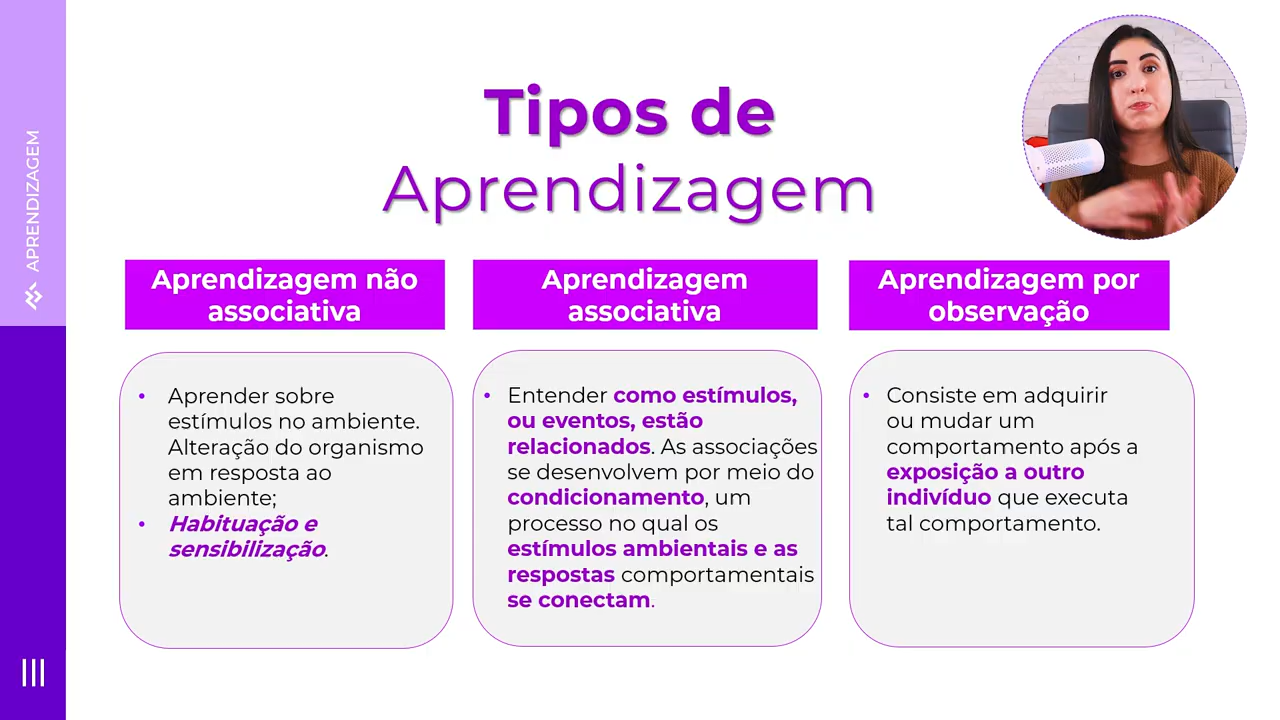 APRENDIZAGEM
Tipos de
Aprendizagem
Aprendizagem não
associativa
• Aprender sobre
estímulos no ambiente.
Alteração do organismo
em resposta ao
ambiente;
• Habituação e
sensibilização.
Aprendizagem
associativa
• Entender como estímulos,
ou eventos, estão
relacionados. As associações
se desenvolvem por meio do
condicionamento, um
processo no qual os
estímulos ambientais e as
respostas comportamentais
se conectam.
Aprendizagem por
observação
• Consiste em adquirir
ou mudar um
comportamento após a
exposição a outro
indivíduo que executa
tal comportamento.